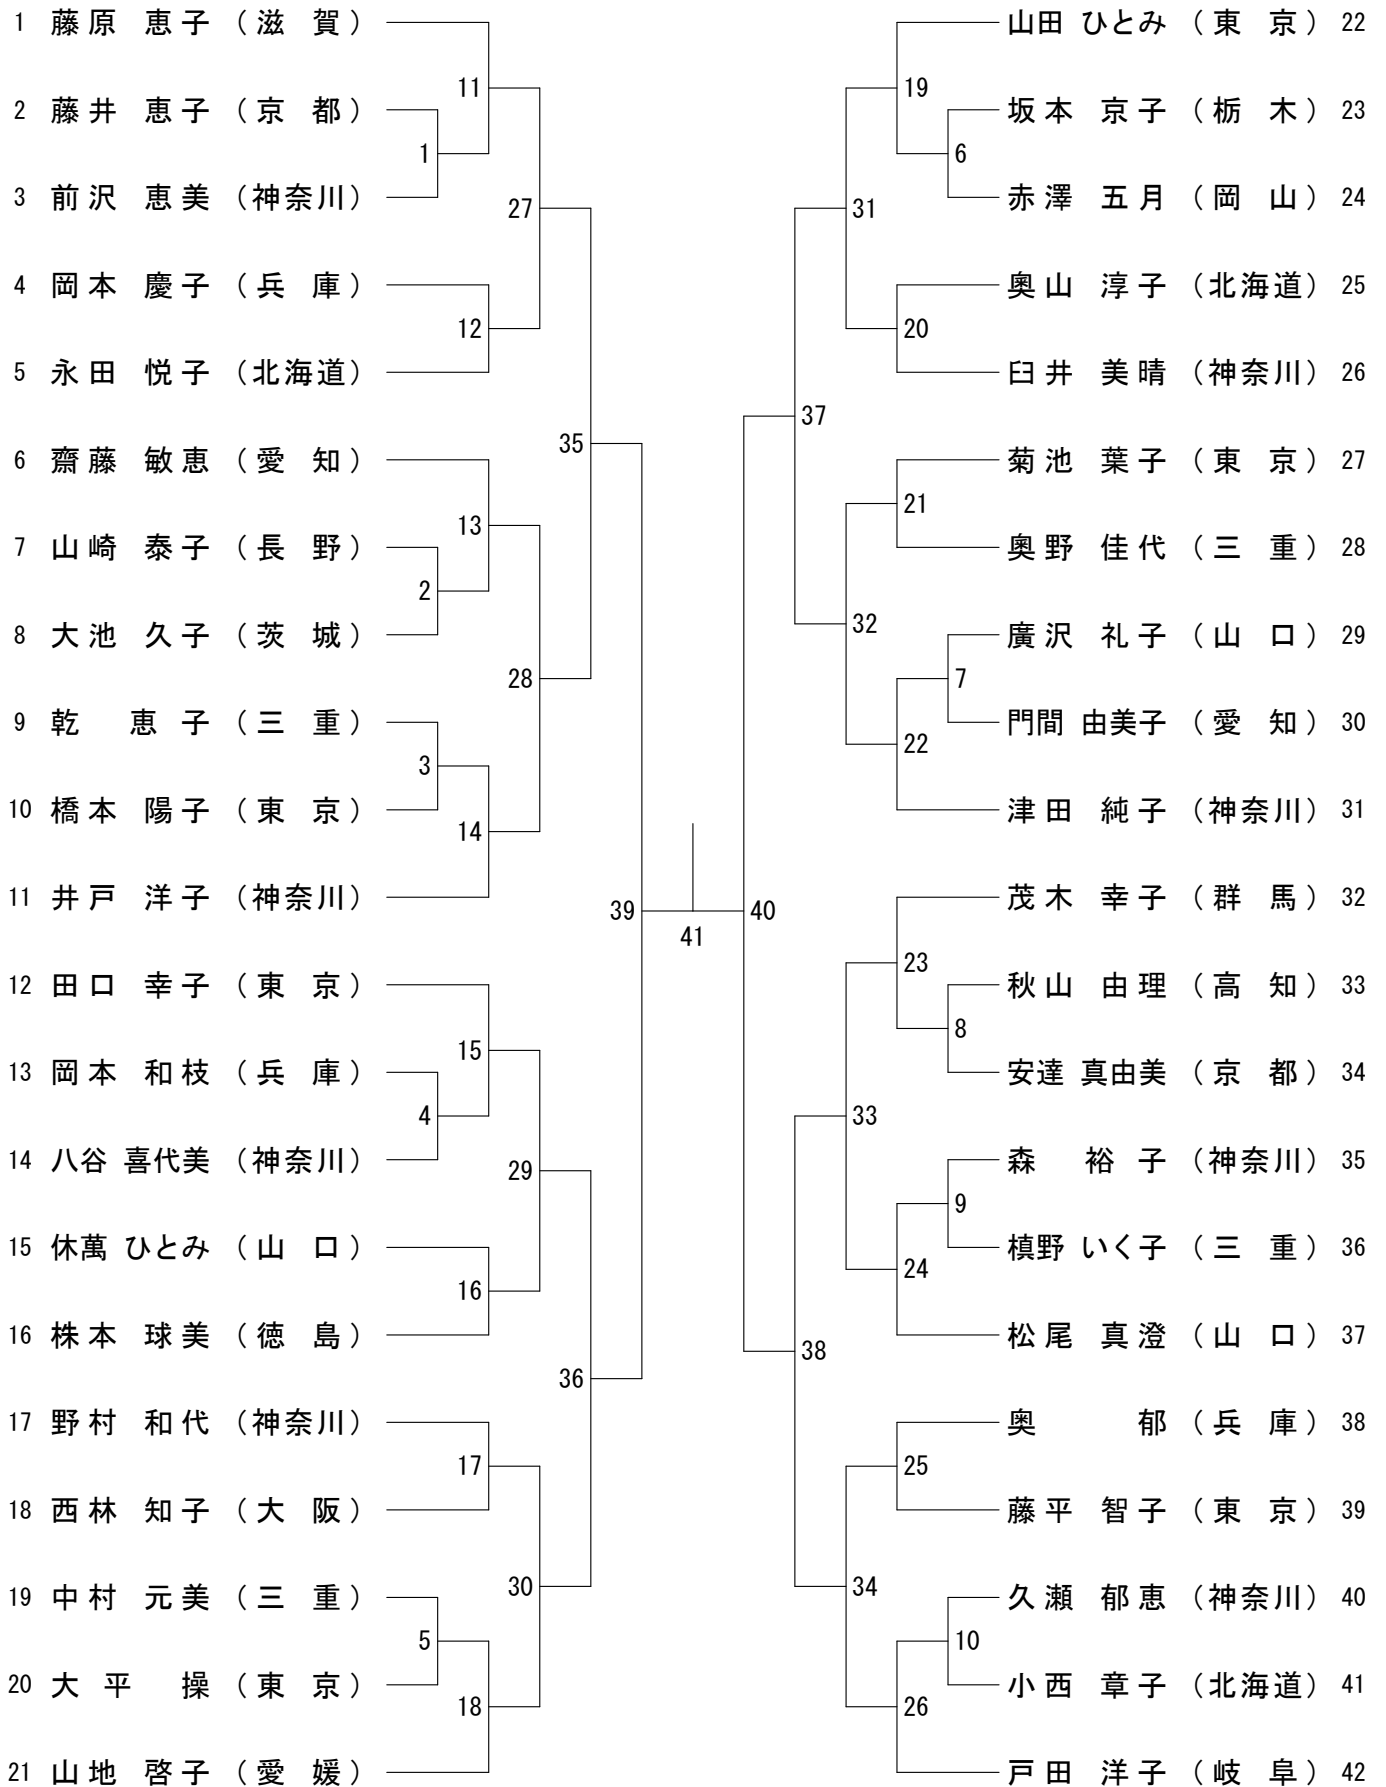 1 藤原 恵子 （滋 賀）
2 藤井 恵子 （京 都）
3 前沢 恵美 （神奈川）
4 岡本 慶子 （兵 庫）
5 永田 悦子 （北海道）
6 齋藤 敏恵 （愛 知）
7 山崎 泰子 （長 野）
8 大池 久子 （茨 城）
9 乾 恵子 （三 重）
10 橋本 陽子 （東 京）
11 井戸 洋子 （神奈川）
12 田口 幸子 （東 京）
13 岡本 和枝 （兵 庫）
14 八谷 喜代美 （神奈川）
15 休萬 ひとみ （山 口）
16 株本 球美 （徳 島）
17 野村 和代 （神奈川）
18 西林 知子 （大 阪）
19 中村 元美 （三 重）
20 大平 操 （東 京）
21 山地 啓子 （愛 媛）
1
2
3
4
5
11
12
13
14
15
16
17
18
27
28
29
30
35
36
39
41
40
37
38
31
32
33
34
19
20
21
22
23
24
25
26
6
7
8
9
10
山田 ひとみ （東 京） 22
坂本 京子 （栃 木） 23
赤澤 五月 （岡 山） 24
奥山 淳子 （北海道） 25
臼井 美晴 （神奈川） 26
菊池 葉子 （東 京） 27
奥野 佳代 （三 重） 28
廣沢 礼子 （山 口） 29
門間 由美子 （愛 知） 30
津田 純子 （神奈川） 31
茂木 幸子 （群 馬） 32
秋山 由理 （高 知） 33
安達 真由美 （京 都） 34
森 裕子 （神奈川） 35
槙野 いく子 （三 重） 36
松尾 真澄 （山 口） 37
奥 郁 （兵 庫） 38
藤平 智子 （東 京） 39
久瀬 郁恵 （神奈川） 40
小西 章子 （北海道） 41
戸田 洋子 （岐 阜） 42